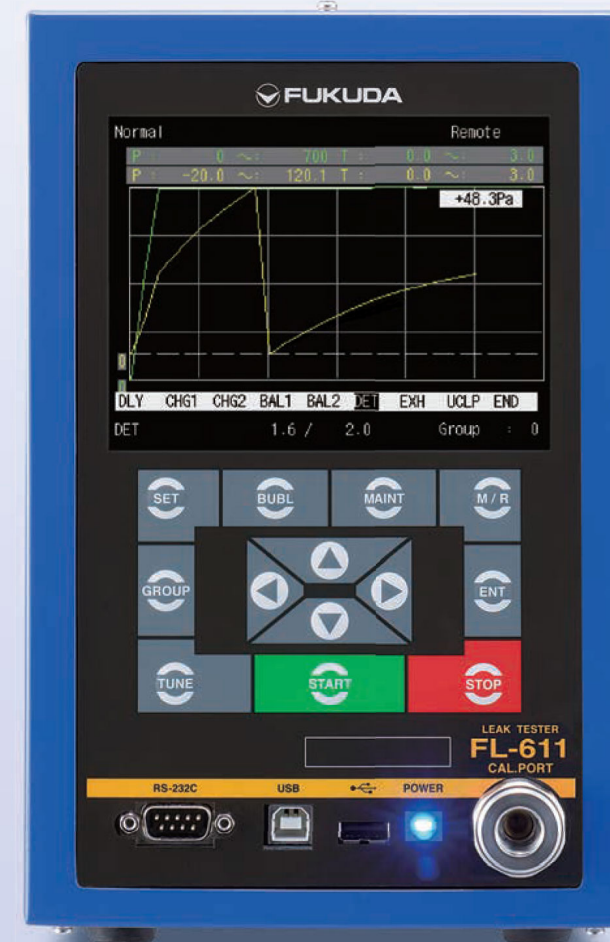 FUKUDA
Normal Remote
P : 0 ~: 700 T : 0.0 ~: 3.0
P : -20.0 ~: 120.1 T : 0.0 ~: 3.0
+48.3Pa
0
0
DLY CHG1 CHG2 BAL1 BAL2 DET EXH UCLP END
DET 1.6 / 2.0 Group : 0
SET BUBL MAINT M / R
GROUP ENT
TUNE START STOP
LEAK TESTER
FL-611
CAL.PORT
RS-232C USB POWER